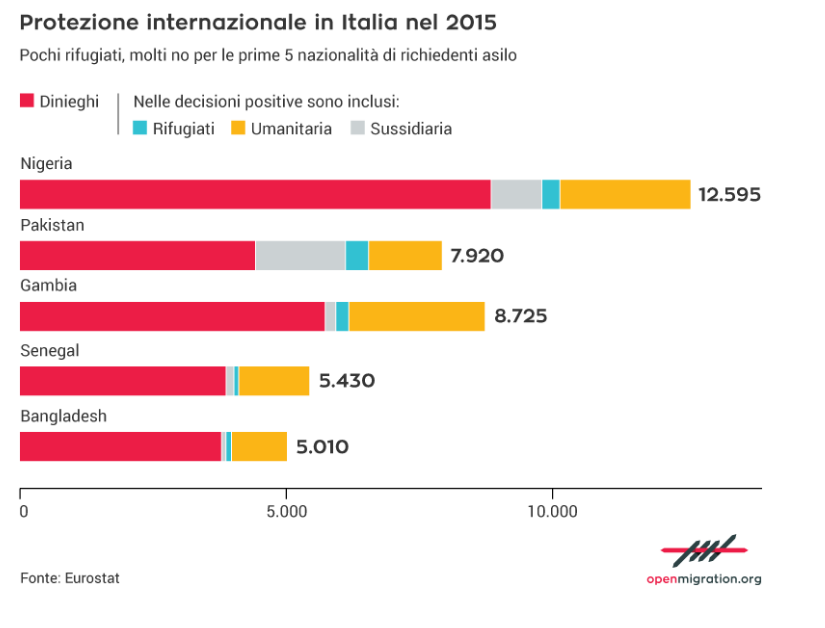 Protezione internazionale in Italia nel 2015
Pochi rifugiati, molti no per le prime 5 nazionalità di richiedenti asilo
Dinieghi
Nelle decisioni positive sono inclusi:
Rifugiati Umanitaria Sussidiaria
Nigeria
12.595
Pakistan
7.920
Gambia
8.725
Senegal
5.430
Bangladesh
5.010
0 5.000 10.000
Fonte: Eurostat
openmigration.org